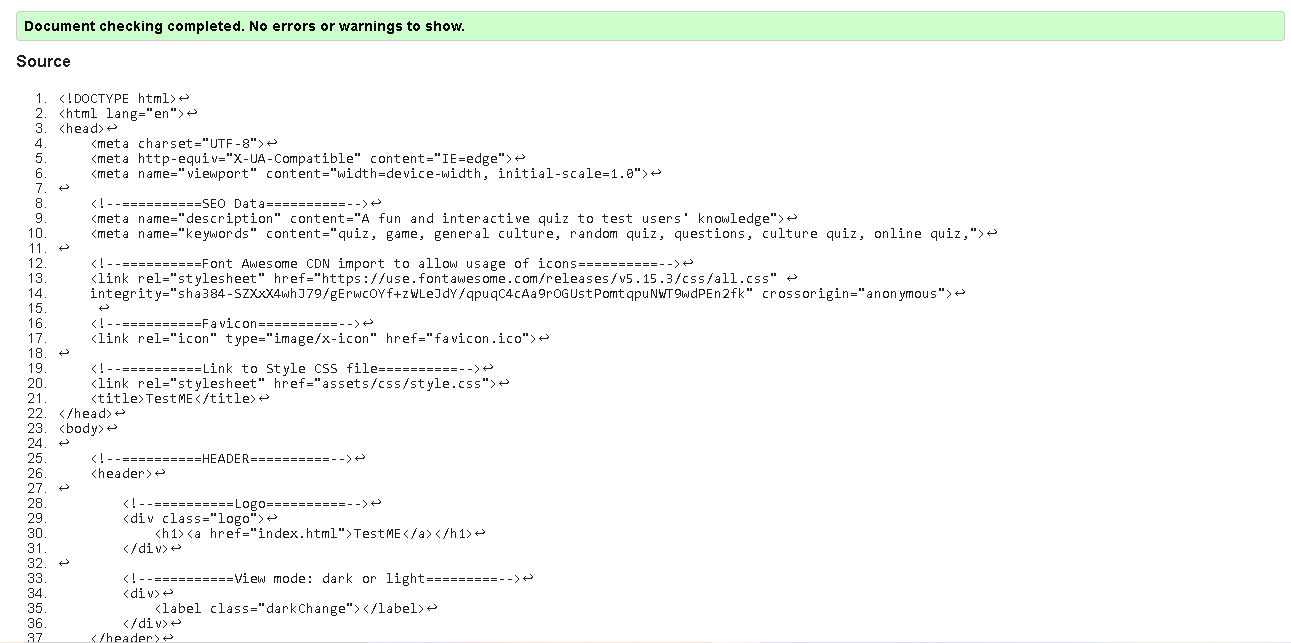 Document checking completed. No errors or warnings to show.
Source
1. <!DOCTYPE html>↩
2. <html lang="en">↩
3. <head>↩
4.     <meta charset="UTF-8">↩
5.     <meta http-equiv="X-UA-Compatible" content="IE=edge">↩
6.     <meta name="viewport" content="width=device-width, initial-scale=1.0">↩
7. ↩
8.     <!--==========SEO Data==========-->↩
9.     <meta name="description" content="A fun and interactive quiz to test users' knowledge">↩
10.     <meta name="keywords" content="quiz, game, general culture, random quiz, questions, culture quiz, online quiz,">↩
11. ↩
12.     <!--==========Font Awesome CDN import to allow usage of icons==========-->↩
13.     <link rel="stylesheet" href="https://use.fontawesome.com/releases/v5.15.3/css/all.css" ↩
14.     integrity="sha384-SZXxX4whJ79/gErwcOYf+zWLeJdY/qpuqC4cAa9rOGUstPomtqpuNWT9wdPEn2fk" crossorigin="anonymous">↩
15.     ↩
16.     <!--==========Favicon==========-->↩
17.     <link rel="icon" type="image/x-icon" href="favicon.ico">↩
18. ↩
19.     <!--==========Link to Style CSS file==========-->↩
20.     <link rel="stylesheet" href="assets/css/style.css">↩
21.     <title>TestME</title>↩
22. </head>↩
23. <body>↩
24. ↩
25.     <!--==========HEADER==========-->↩
26.     <header>↩
27. ↩
28.         <!--==========Logo==========-->↩
29.         <div class="logo">↩
30.             <h1><a href="index.html">TestME</a></h1>↩
31.         </div>↩
32. ↩
33.         <!--==========View mode: dark or light=========-->↩
34.         <div>↩
35.             <label class="darkChange"></label>↩
36.         </div>↩
37.     </header>↩